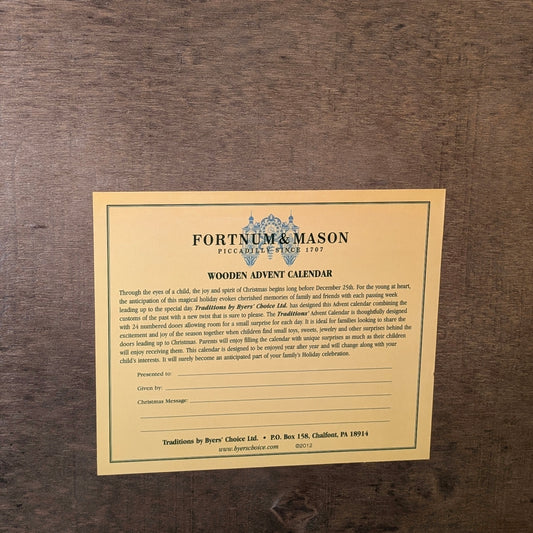 FORTNUM & MASON
PICCADILLY SINCE 1707
WOODEN ADVENT CALENDAR
Through the eyes of a child, the joy and spirit of Christmas begins long before December 25th. For the young at heart,
the anticipation of this magical holiday evokes cherished memories of family and friends with each passing week
leading up to the special day. Traditions by Byers' Choice Ltd. has designed this Advent calendar combining the
customs of the past with a new twist that is sure to please. The Traditions' Advent Calendar is thoughtfully designed
with 24 numbered doors allowing room for a small surprise for each day. It is ideal for families looking to share the
excitement and joy of the season together when children find small toys, sweets, jewelry and other surprises behind the
doors leading up to Christmas. Parents will enjoy filling the calendar with unique surprises as much as their children
will enjoy receiving them. This calendar is designed to be enjoyed year after year and will change along with your
child's interests. It will surely become an anticipated part of your family's Holiday celebration.
Presented to:
Given by:
Christmas Message:
Traditions by Byers' Choice Ltd. • P.O. Box 158, Chalfont, PA 18914
www.byerschoice.com ©2013